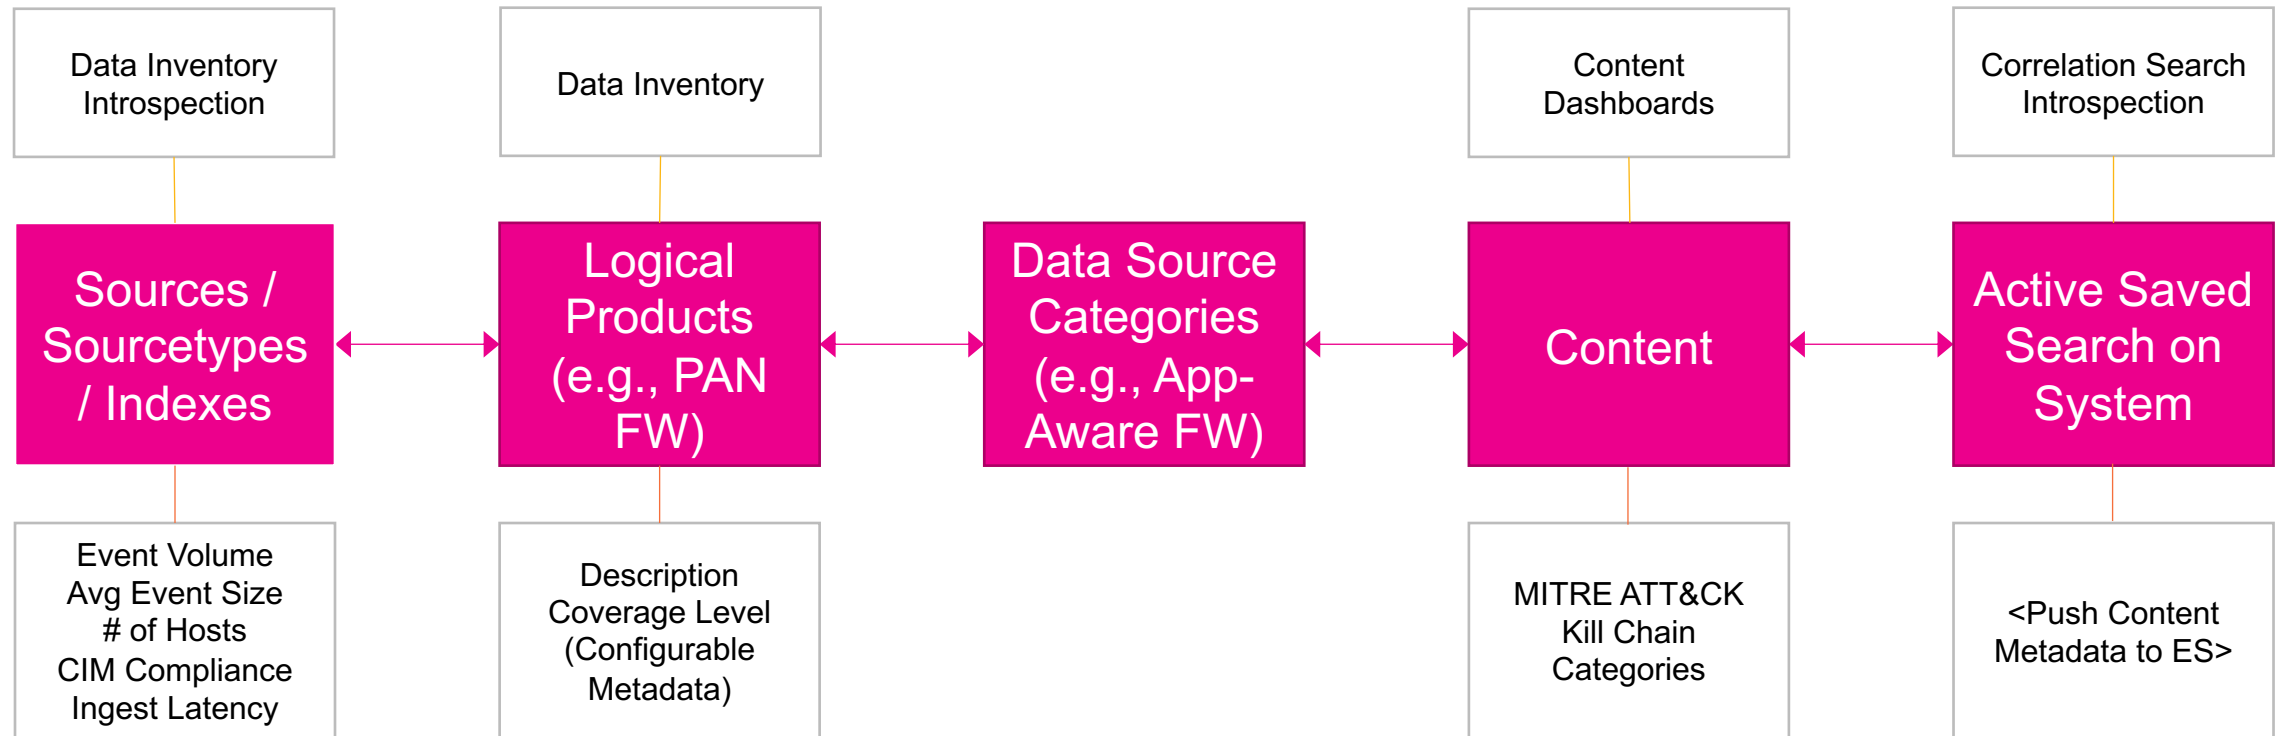 Data Inventory
Introspection
Data Inventory
Content
Dashboards
Correlation Search
Introspection
Sources /
Sourcetypes
/ Indexes
Logical
Products
(e.g., PAN
FW)
Data Source
Categories
(e.g., App-
Aware FW)
Content
Active Saved
Search on
System
Event Volume
Avg Event Size
# of Hosts
CIM Compliance
Ingest Latency
Description
Coverage Level
(Configurable
Metadata)
MITRE ATT&CK
Kill Chain
Categories
<Push Content
Metadata to ES>